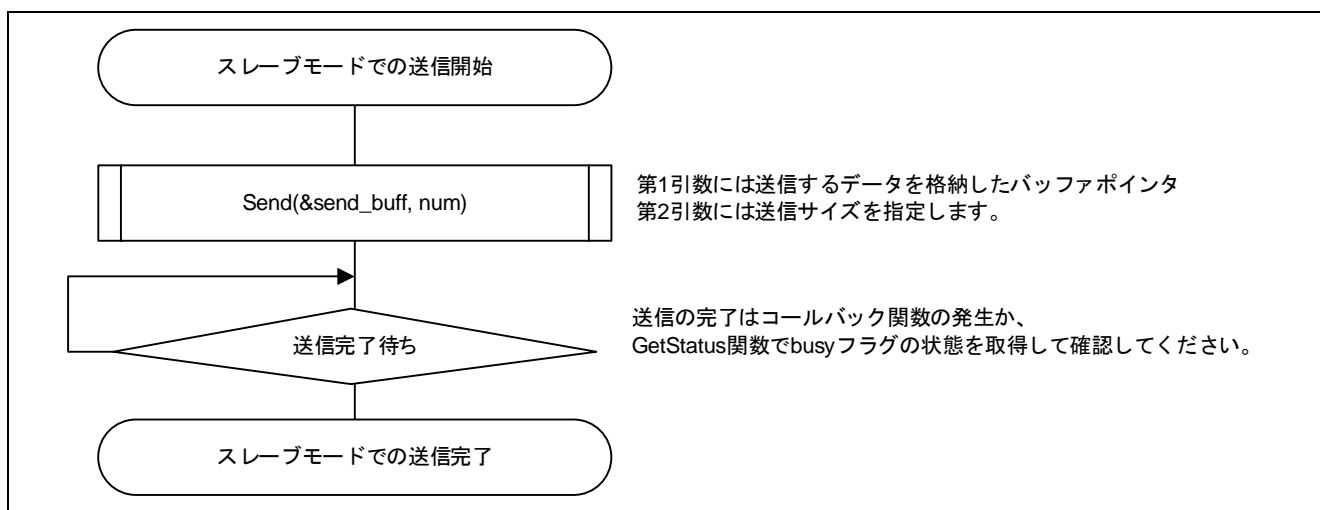 スレーブモードでの送信開始
Send(&send_buff, num)
第1引数には送信するデータを格納したバッファポインタ
第2引数には送信サイズを指定します。
送信完了待ち
送信の完了はコールバック関数の発生か、
GetStatus関数でbusyフラグの状態を取得して確認してください。
スレーブモードでの送信完了